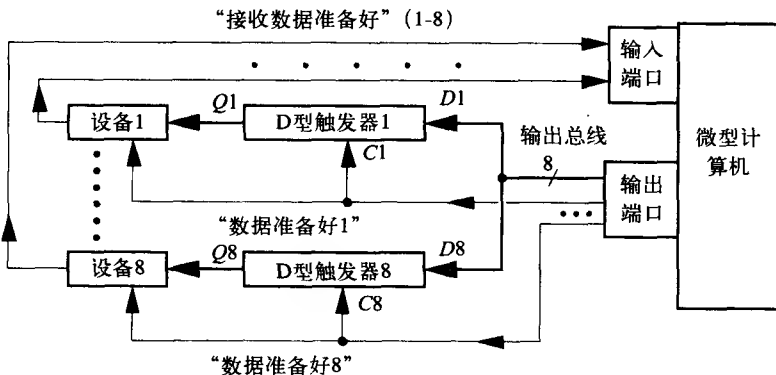 “接收数据准备好”(1-8)
输入
端口
Q1
D1
设备1
D型触发器1
输出总线
8
微型计
算机
C1
输出
端口
“数据准备好1”
Q8
D8
设备8
D型触发器8
C8
“数据准备好8”